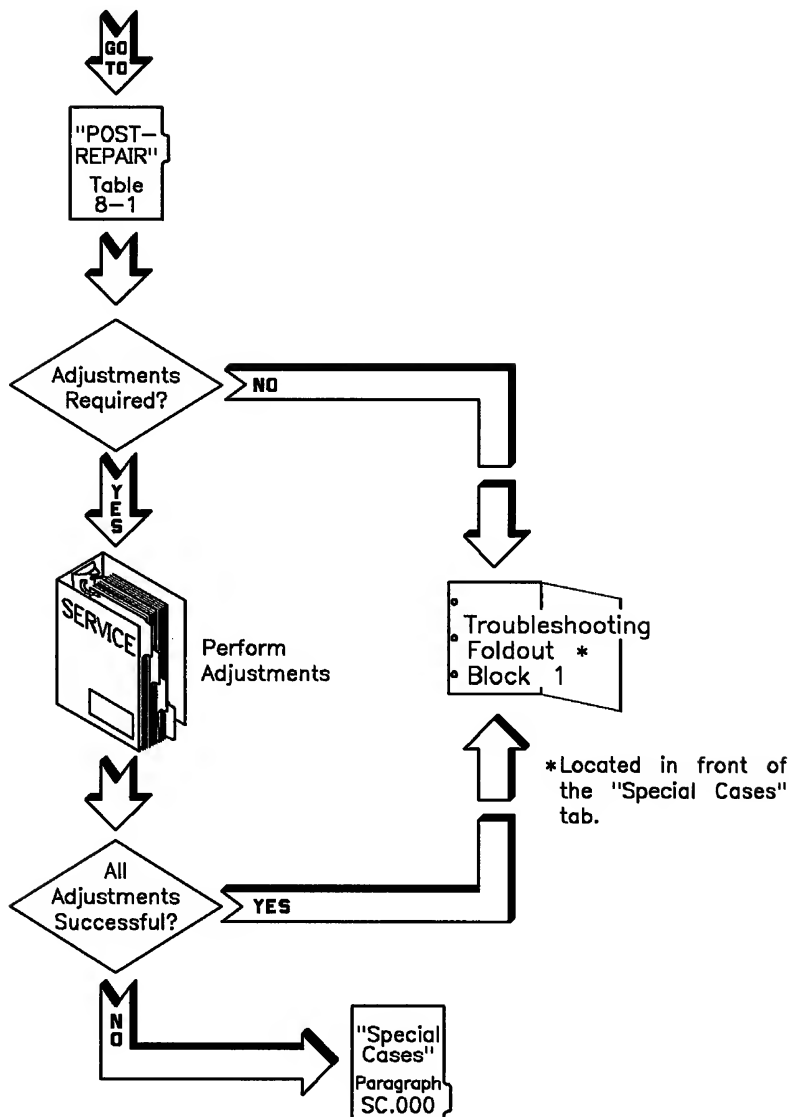 GO
TO
"POST-
REPAIR"
Table
8-1
Adjustments
Required?
NO
YES
SERVICE
Perform
Adjustments
Troubleshooting
Foldout *
Block 1
*Located in front of
the "Special Cases"
tab.
All
Adjustments
Successful?
YES
NO
"Special
Cases"
Paragraph
SC.000